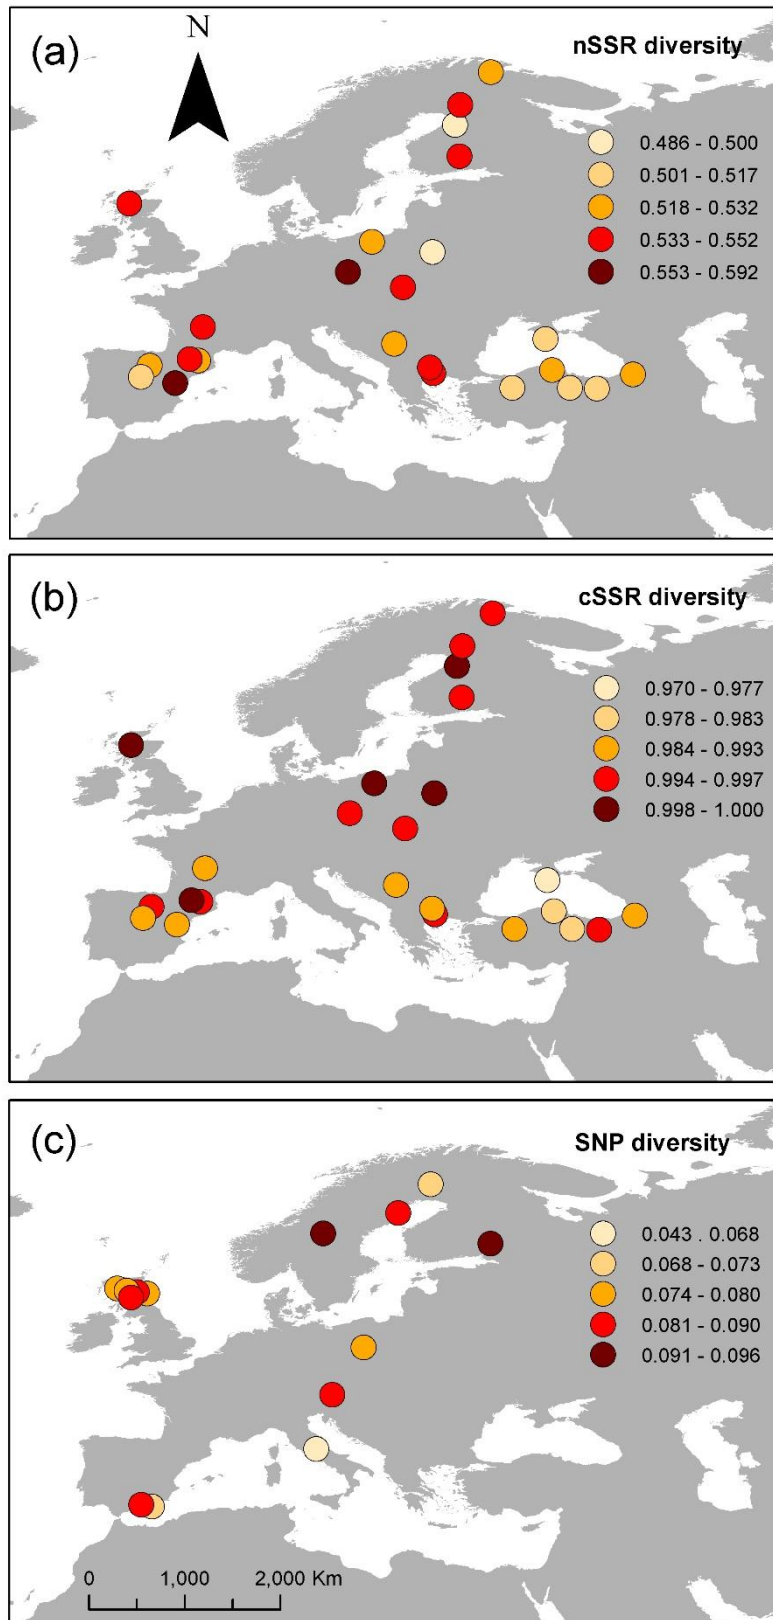 (a)
N
nSSR diversity
0.486 - 0.500
0.501 - 0.517
0.518 - 0.532
0.533 - 0.552
0.553 - 0.592
(b)
cSSR diversity
0.970 - 0.977
0.978 - 0.983
0.984 - 0.993
0.994 - 0.997
0.998 - 1.000
(c)
SNP diversity
0.043 . 0.068
0.068 - 0.073
0.074 - 0.080
0.081 - 0.090
0.091 - 0.096
0 1,000 2,000 Km